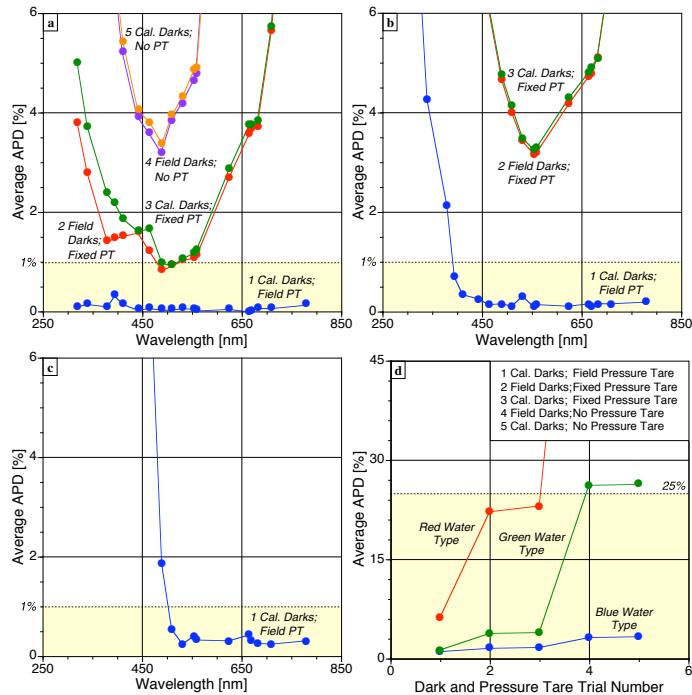 a
6
4
2
0
Average APD [%]
1%
5 Cal. Darks;
No PT
4 Field Darks;
No PT
3 Cal. Darks;
Fixed PT
2 Field
Darks;
Fixed PT
1 Cal. Darks;
Field PT
250 450 650 850
Wavelength [nm]
b
6
4
2
0
Average APD [%]
1%
3 Cal. Darks;
Fixed PT
2 Field Darks;
Fixed PT
1 Cal. Darks;
Field PT
250 450 650 850
Wavelength [nm]
c
6
4
2
0
Average APD [%]
1%
1 Cal. Darks;
Field PT
250 450 650 850
Wavelength [nm]
d
45
30
15
0
Average APD [%]
1 Cal. Darks; Field Pressure Tare
2 Field Darks;Fixed Pressure Tare
3 Cal. Darks; Fixed Pressure Tare
4 Field Darks;No Pressure Tare
5 Cal. Darks; No Pressure Tare
25%
Red Water
Type
Green Water
Type
Blue Water
Type
0 2 4 6
Dark and Pressure Tare Trial Number